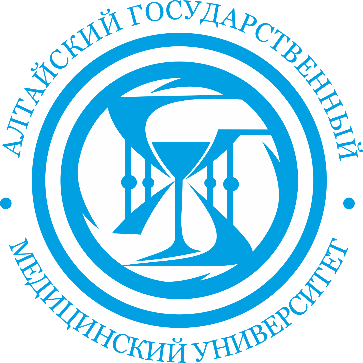 АЛТАЙСКИЙ ГОСУДАРСТВЕННЫЙ
МЕДИЦИНСКИЙ УНИВЕРСИТЕТ